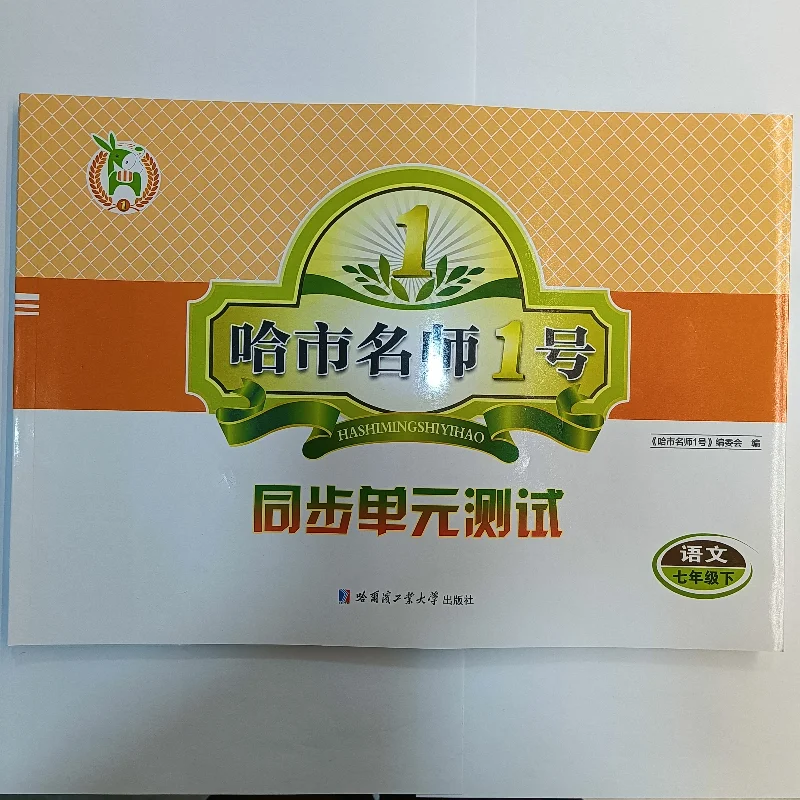 1
1
哈市名师1号
HASHIMINGSHIYIHAO
《哈市名师1号》编委会 编
同步单元测试
语文
七年级下
哈尔滨工业大学出版社